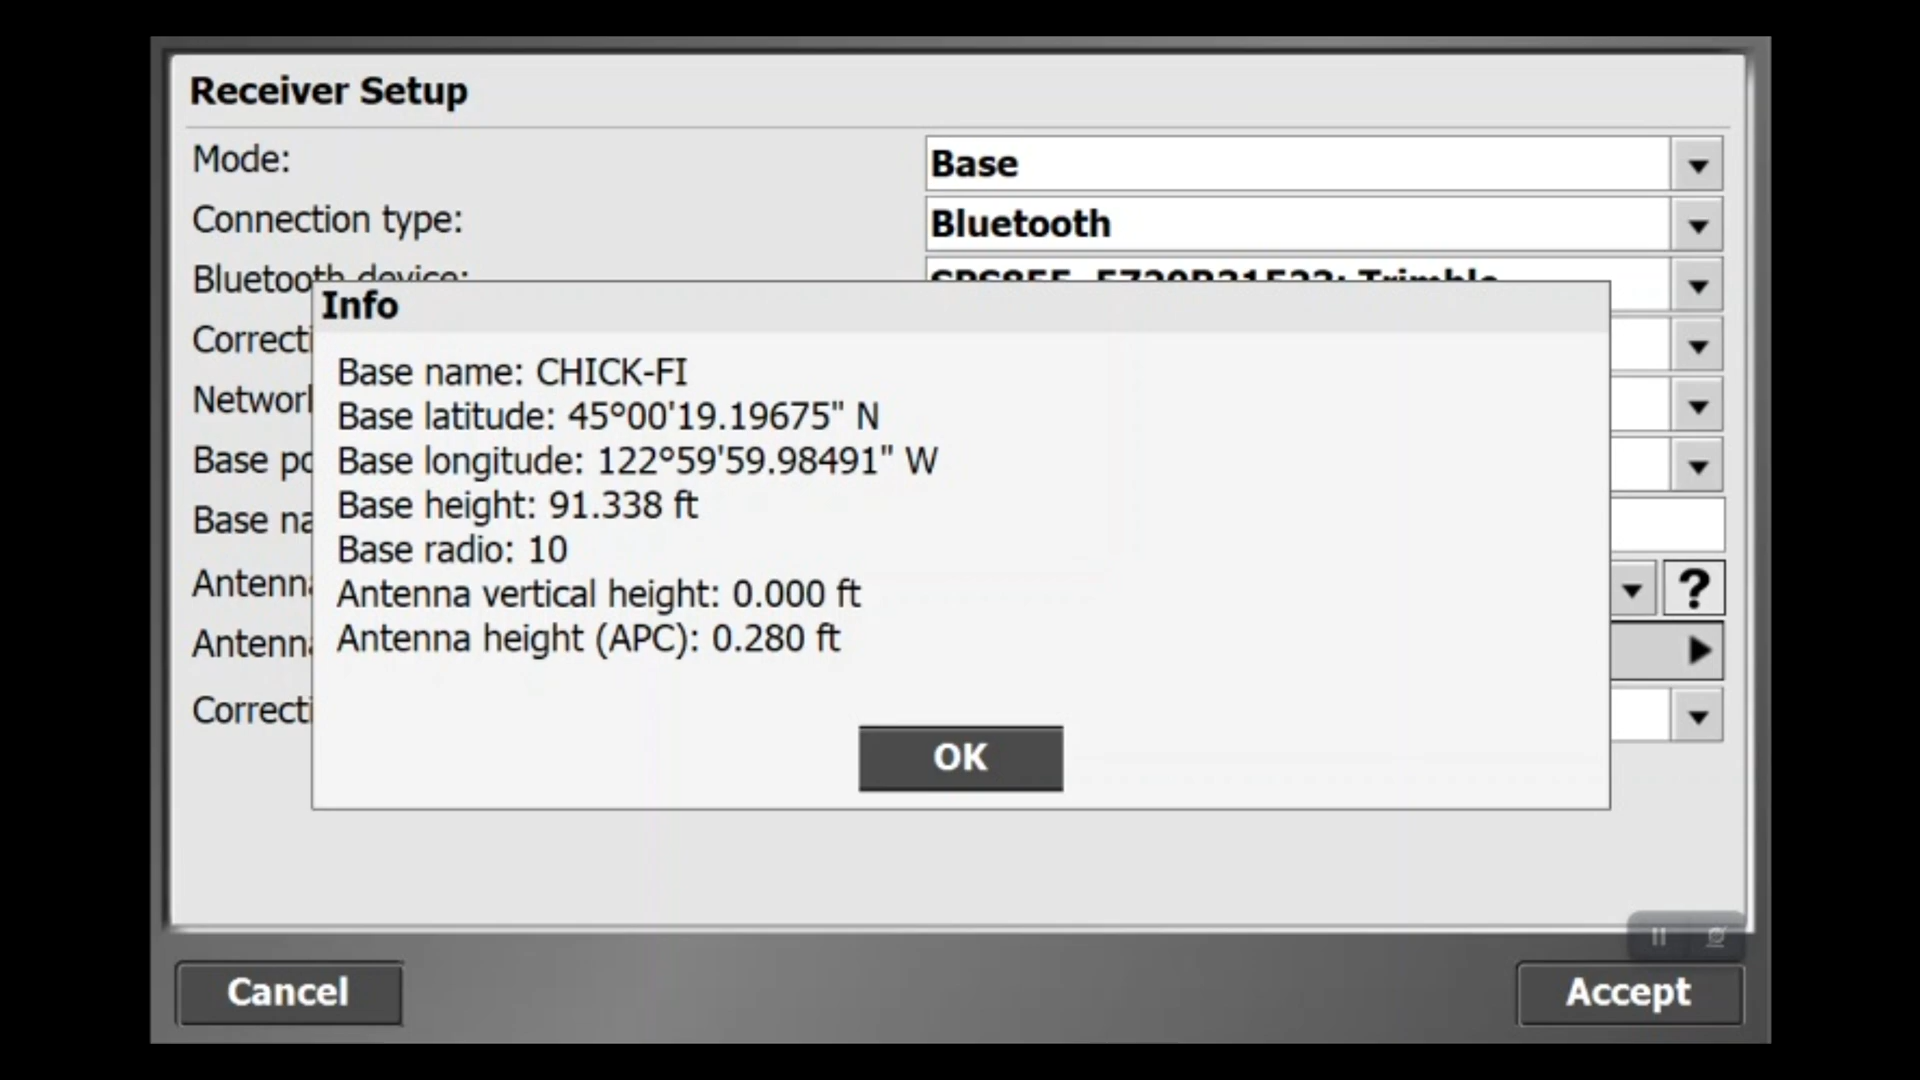 Receiver Setup
Mode:
Base
Connection type:
Bluetooth
Bluetooth device:
Info
Base name: CHICK-FI
Base latitude: 45°00'19.19675" N
Base longitude: 122°59'59.98491" W
Base height: 91.338 ft
Base radio: 10
Antenna vertical height: 0.000 ft
Antenna height (APC): 0.280 ft
OK
?
Cancel
Accept